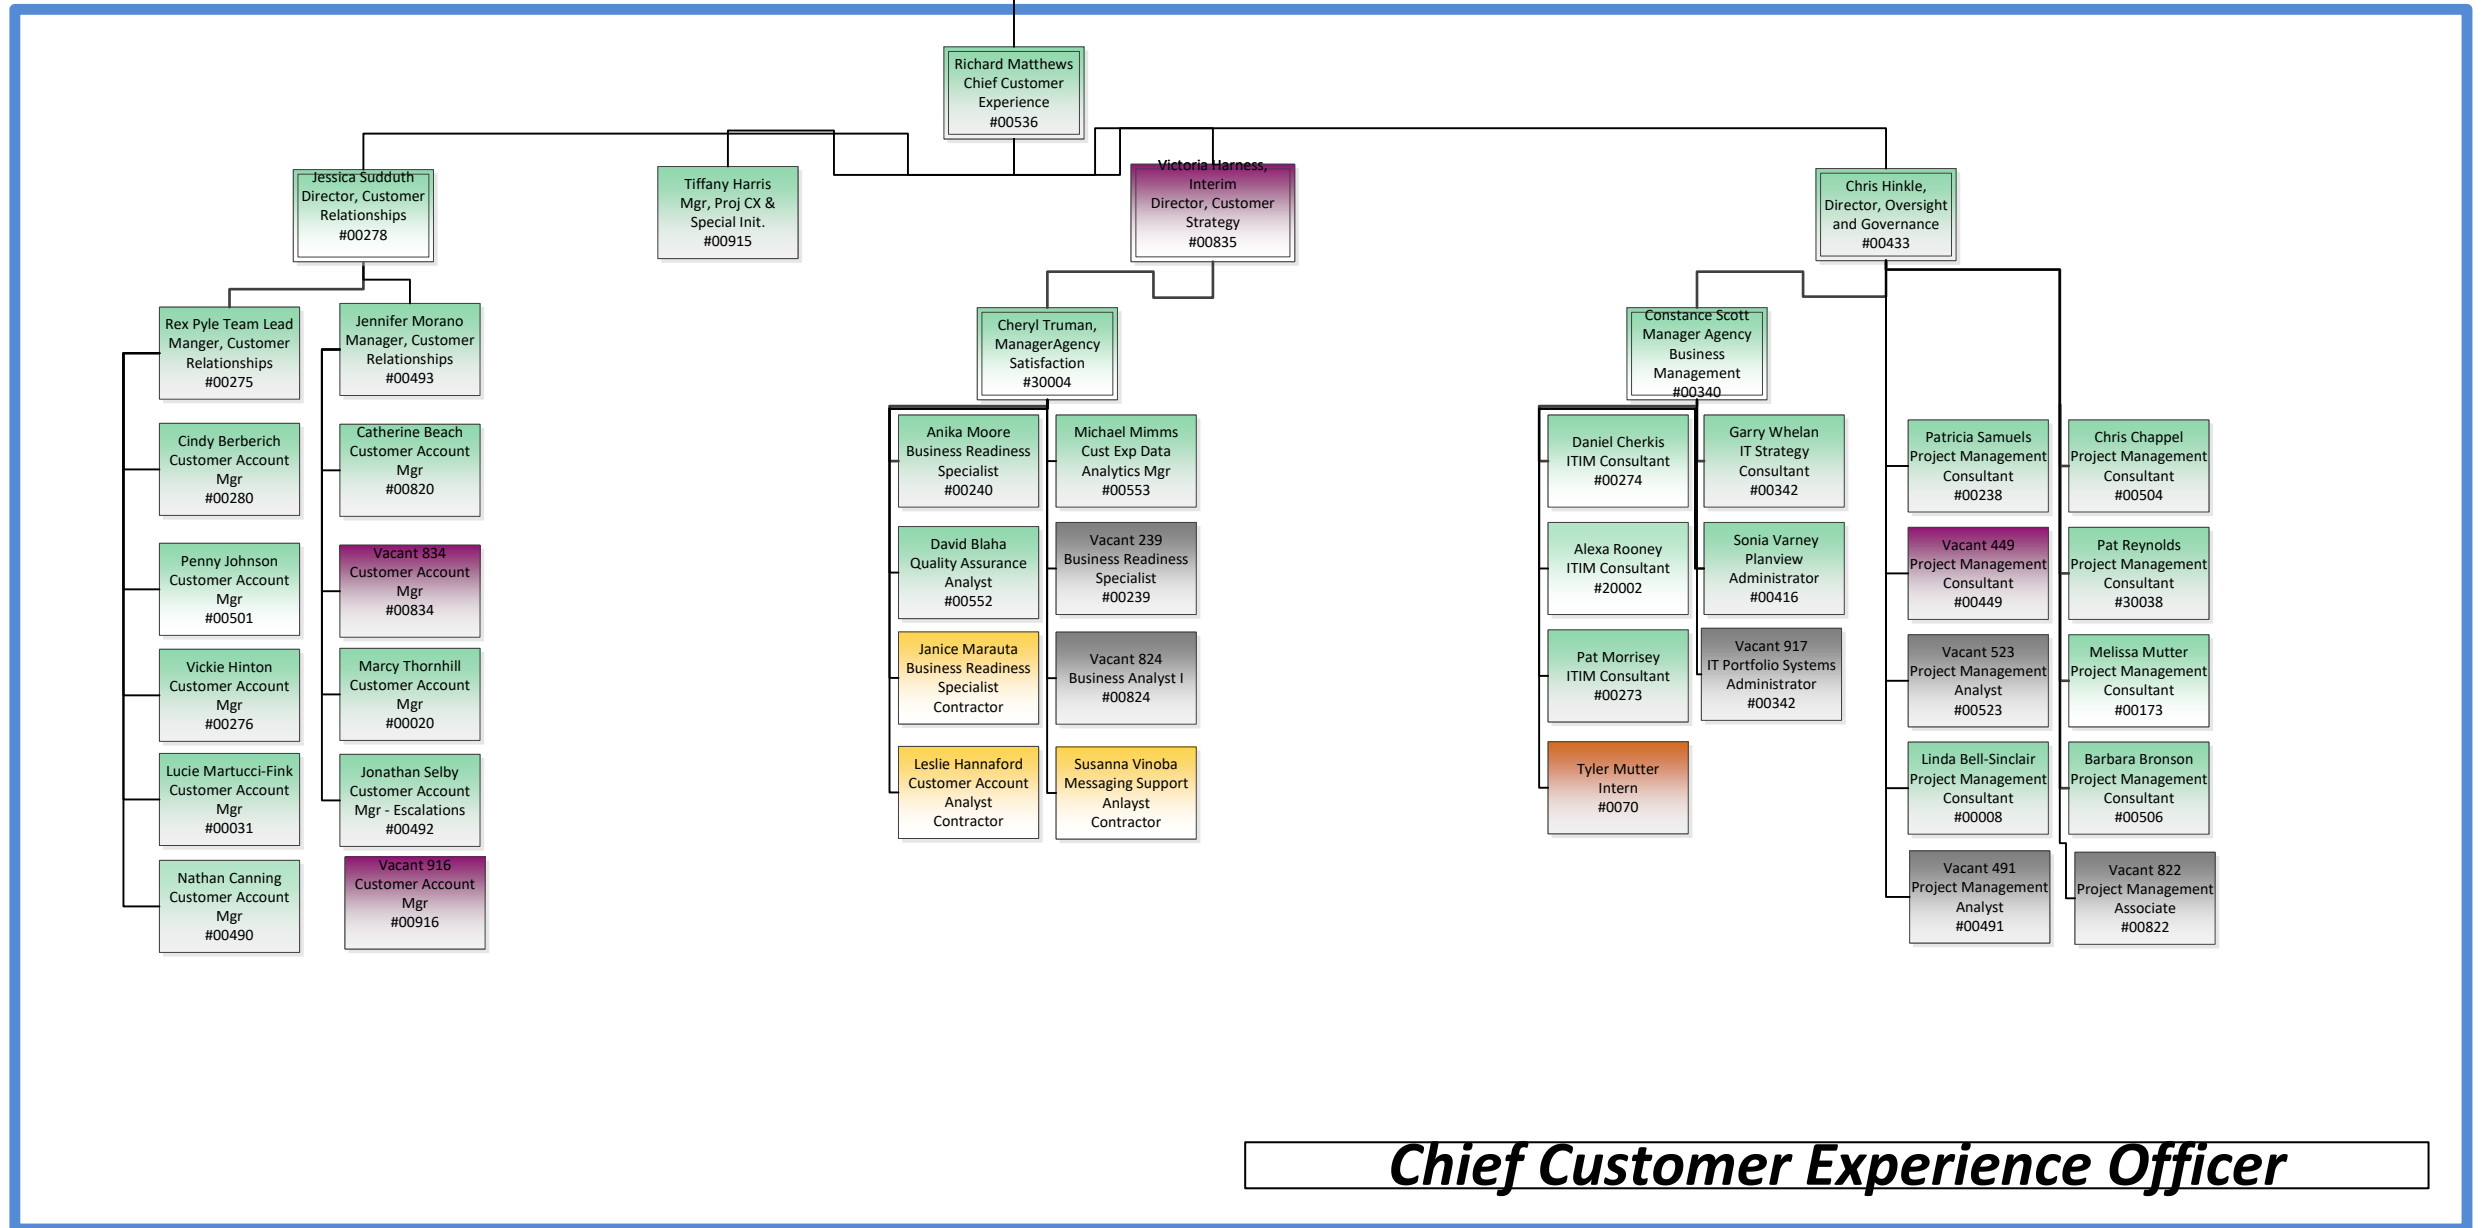 Richard Matthews
Chief Customer
Experience
#00536
Jessica Sudduth
Director, Customer
Relationships
#00278
Tiffany Harris
Mgr, Proj CX &
Special Init.
#00915
Victoria Harness,
Interim
Director, Customer
Strategy
#00835
Chris Hinkle,
Director, Oversight
and Governance
#00433
Rex Pyle Team Lead
Manger, Customer
Relationships
#00275
Jennifer Morano
Manager, Customer
Relationships
#00493
Cheryl Truman,
ManagerAgency
Satisfaction
#30004
Constance Scott
Manager Agency
Business
Management
#00340
Cindy Berberich
Customer Account
Mgr
#00280
Catherine Beach
Customer Account
Mgr
#00820
Anika Moore
Business Readiness
Specialist
#00240
Michael Mimms
Cust Exp Data
Analytics Mgr
#00553
Daniel Cherkis
ITIM Consultant
#00274
Garry Whelan
IT Strategy
Consultant
#00342
Patricia Samuels
Project Management
Consultant
#00238
Chris Chappel
Project Management
Consultant
#00504
Penny Johnson
Customer Account
Mgr
#00501
Vacant 834
Customer Account
Mgr
#00834
David Blaha
Quality Assurance
Analyst
#00552
Vacant 239
Business Readiness
Specialist
#00239
Alexa Rooney
ITIM Consultant
#20002
Sonia Varney
Planview
Administrator
#00416
Vacant 449
Project Management
Consultant
#00449
Pat Reynolds
Project Management
Consultant
#30038
Vickie Hinton
Customer Account
Mgr
#00276
Marcy Thornhill
Customer Account
Mgr
#00020
Janice Marauta
Business Readiness
Specialist
Contractor
Vacant 824
Business Analyst I
#00824
Pat Morrisey
ITIM Consultant
#00273
Vacant 917
IT Portfolio Systems
Administrator
#00342
Vacant 523
Project Management
Analyst
#00523
Melissa Mutter
Project Management
Consultant
#00173
Lucie Martucci-Fink
Customer Account
Mgr
#00031
Jonathan Selby
Customer Account
Mgr - Escalations
#00492
Leslie Hannaford
Customer Account
Analyst
Contractor
Susanna Vinoba
Messaging Support
Anlayst
Contractor
Tyler Mutter
Intern
#0070
Linda Bell-Sinclair
Project Management
Consultant
#00008
Barbara Bronson
Project Management
Consultant
#00506
Nathan Canning
Customer Account
Mgr
#00490
Vacant 916
Customer Account
Mgr
#00916
Vacant 491
Project Management
Analyst
#00491
Vacant 822
Project Management
Associate
#00822
Chief Customer Experience Officer